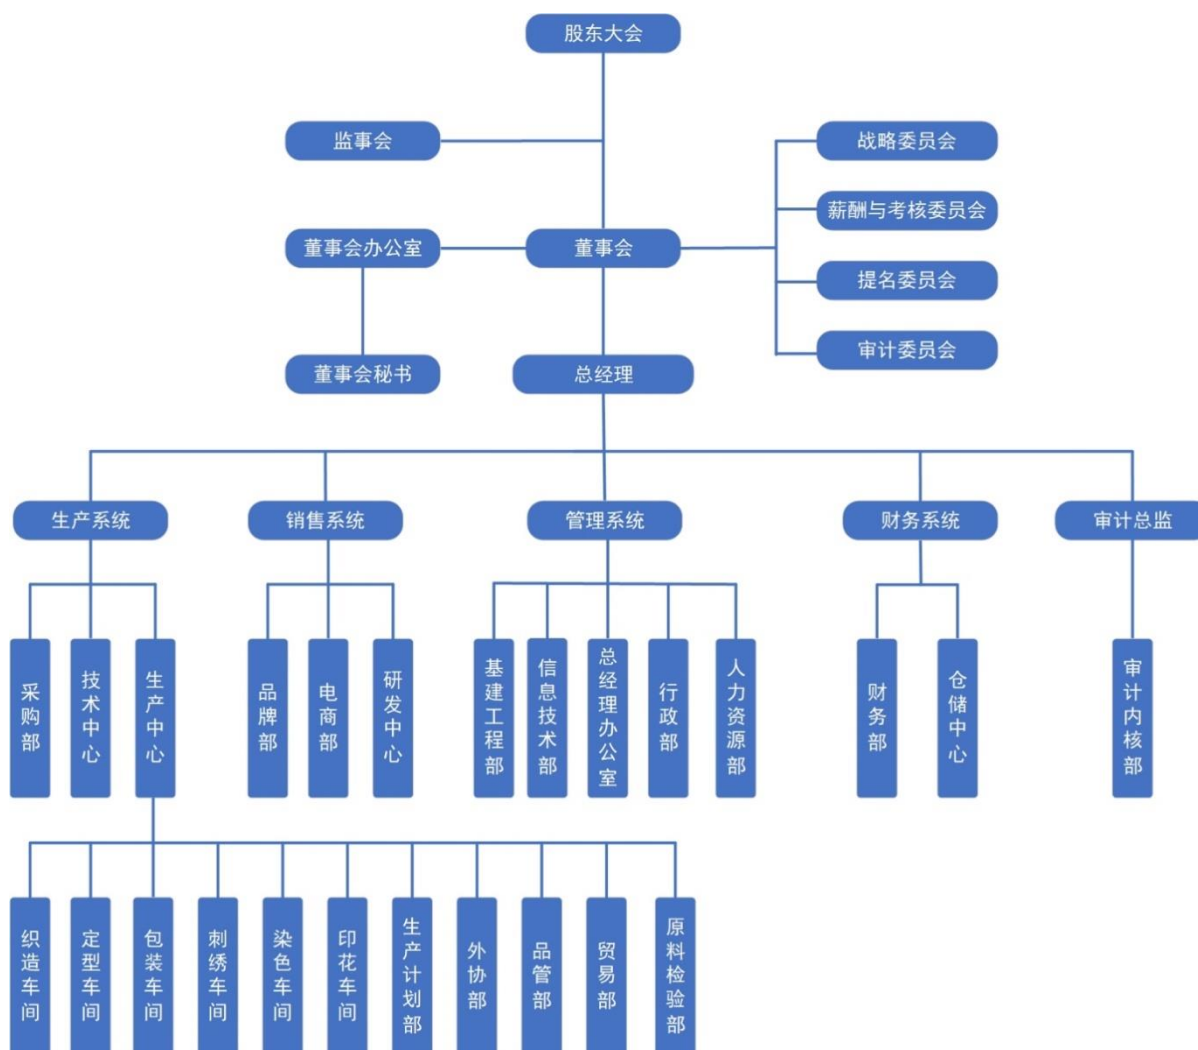 股东大会
监事会
战略委员会
薪酬与考核委员会
董事会办公室
董事会
提名委员会
审计委员会
董事会秘书
总经理
生产系统
销售系统
管理系统
财务系统
审计总监
采购部
技术中心
生产中心
品牌部
电商部
研发中心
基建工程部
信息技术部
总经理办公室
行政部
人力资源部
财务部
仓储中心
审计内核部
织造车间
定型车间
包装车间
刺绣车间
染色车间
印花车间
生产计划部
外协部
品管部
贸易部
原料检验部